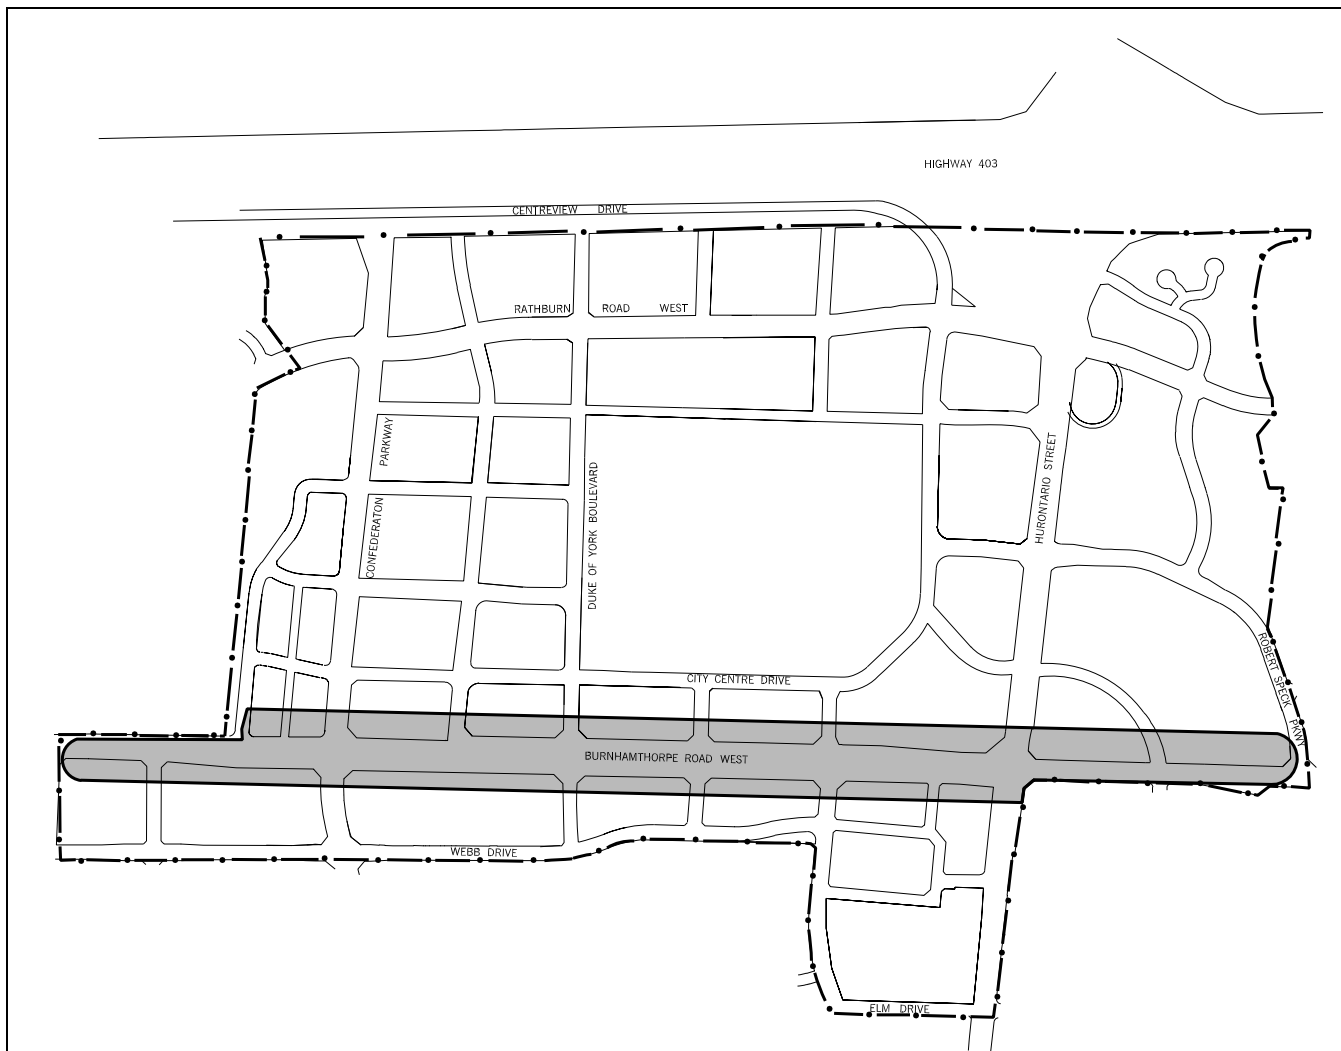 HIGHWAY 403
CENTREVIEW DRIVE
RATHBURN ROAD WEST
PARKWAY
CONFEDERATON
DUKE OF YORK BOULEVARD
HURONTARIO STREET
ROBERT SPECK PKWY
CITY CENTRE DRIVE
BURNHAMTHORPE ROAD WEST
WEBB DRIVE
ELM DRIVE